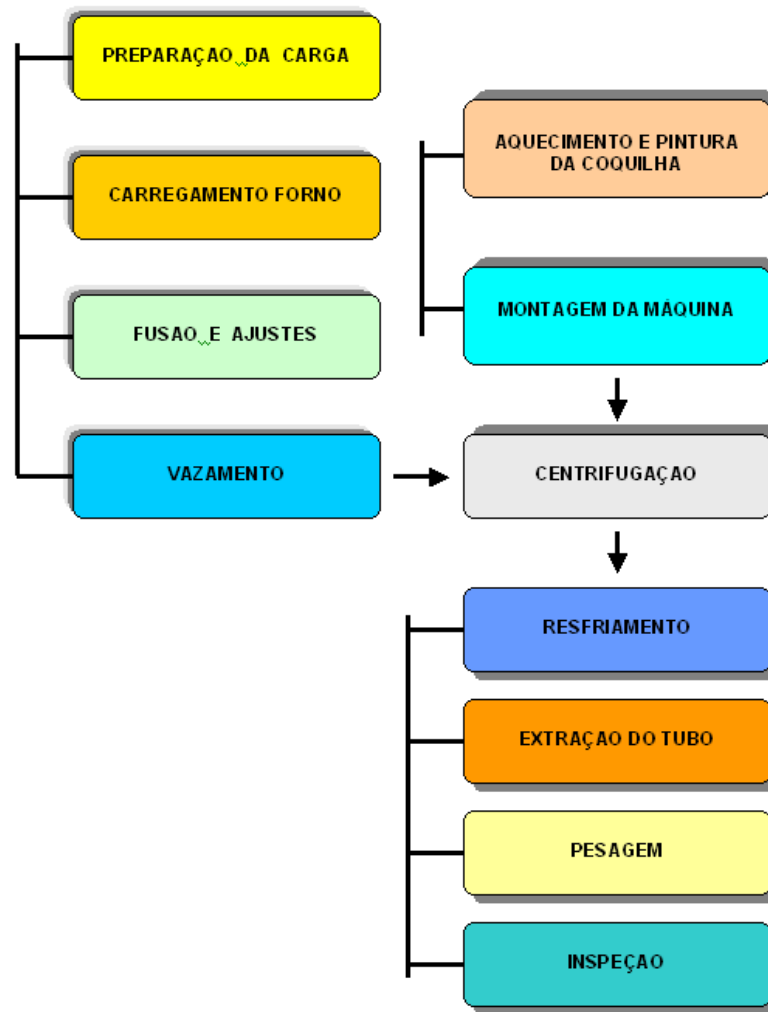 PREPARAÇAO DA CARGA
CARREGAMENTO FORNO
FUSAO E AJUSTES
VAZAMENTO
AQUECIMENTO E PINTURA
DA COQUILHA
MONTAGEM DA MÁQUINA
CENTRIFUGAÇAO
RESFRIAMENTO
EXTRAÇAO DO TUBO
PESAGEM
INSPEÇAO